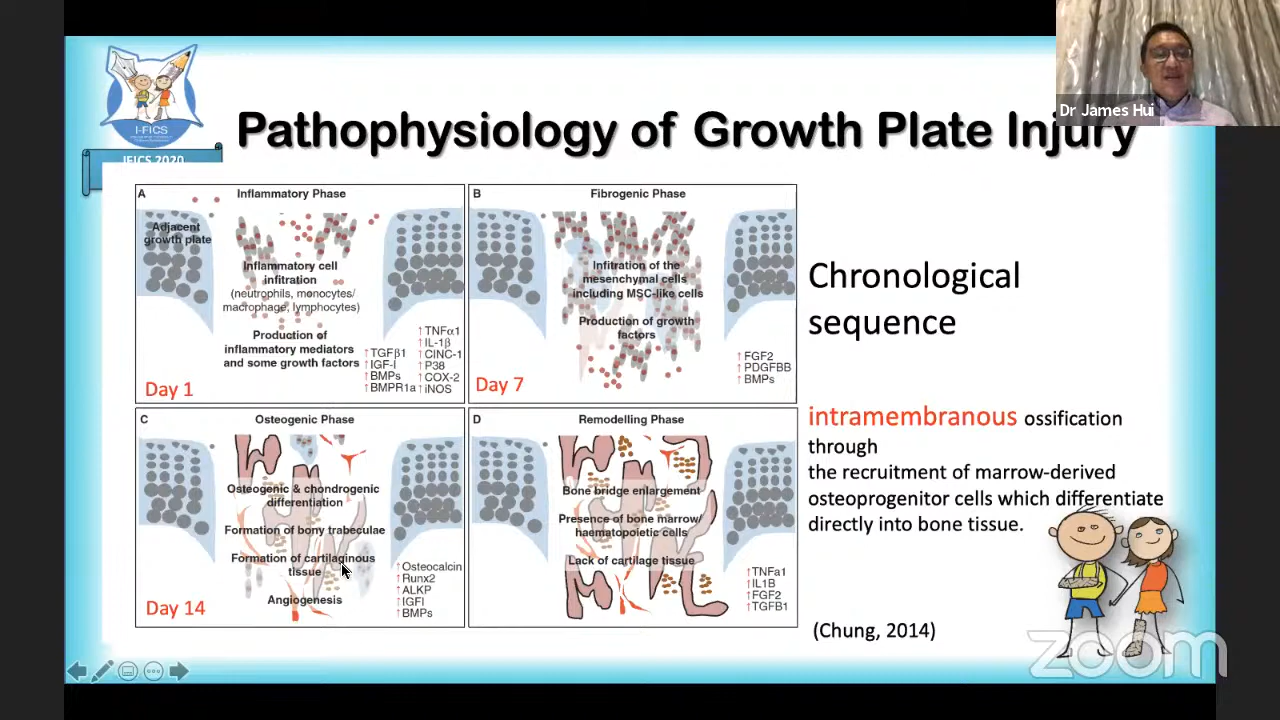 Dr James Hui
I-FICS
IFICS 2020
Pathophysiology of Growth Plate Injury
A
Inflammatory Phase
Adjacent
growth plate
Inflammatory cell
infitration
(neutrophils, monocytes/
macrophage, lymphocytes)
Production of
inflammatory mediators
and some growth factors
↑TGFβ1
↑IGF-I
↑BMPs
↑BMPR1a
↑TNFα1
↑IL-1β
↑CINC-1
↑P38
↑COX-2
↑iNOS
Day 1
B
Fibrogenic Phase
Infitration of the
mesenchymal cells
including MSC-like cells
Production of growth
factors
↑FGF2
↑PDGFBB
↑BMPs
Day 7
C
Osteogenic Phase
Osteogenic & chondrogenic
differentiation
Formation of bony trabeculae
Formation of cartilaginous
tissue
Angiogenesis
↑Osteocalcin
↑Runx2
↑ALKP
↑IGFI
↑BMPs
Day 14
D
Remodelling Phase
Bone bridge enlargement
Presence of bone marrow/
haematopoietic cells
Lack of cartilage tissue
↑TNFa1
↑IL1B
↑FGF2
↑TGFB1
Chronological
sequence
intramembranous ossification
through
the recruitment of marrow-derived
osteoprogenitor cells which differentiate
directly into bone tissue.
(Chung, 2014)
zoom